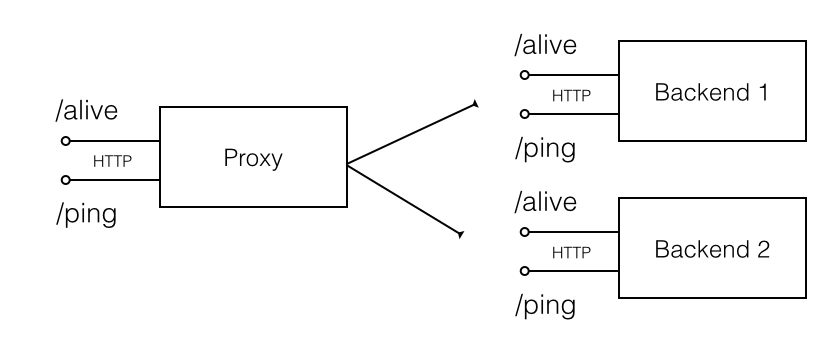 /alive
HTTP
/ping
Proxy
/alive
HTTP
/ping
Backend 1
/alive
HTTP
/ping
Backend 2